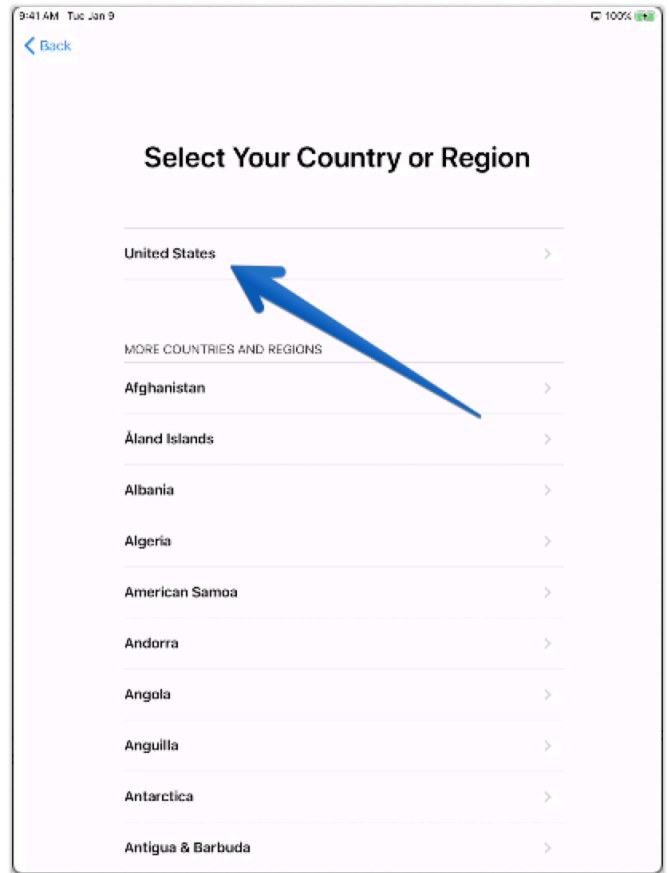 9:41 AM Tue Jan 9
100%
Back
Select Your Country or Region
United States
MORE COUNTRIES AND REGIONS
Afghanistan
Åland Islands
Albania
Algeria
American Samoa
Andorra
Angola
Anguilla
Antarctica
Antigua & Barbuda